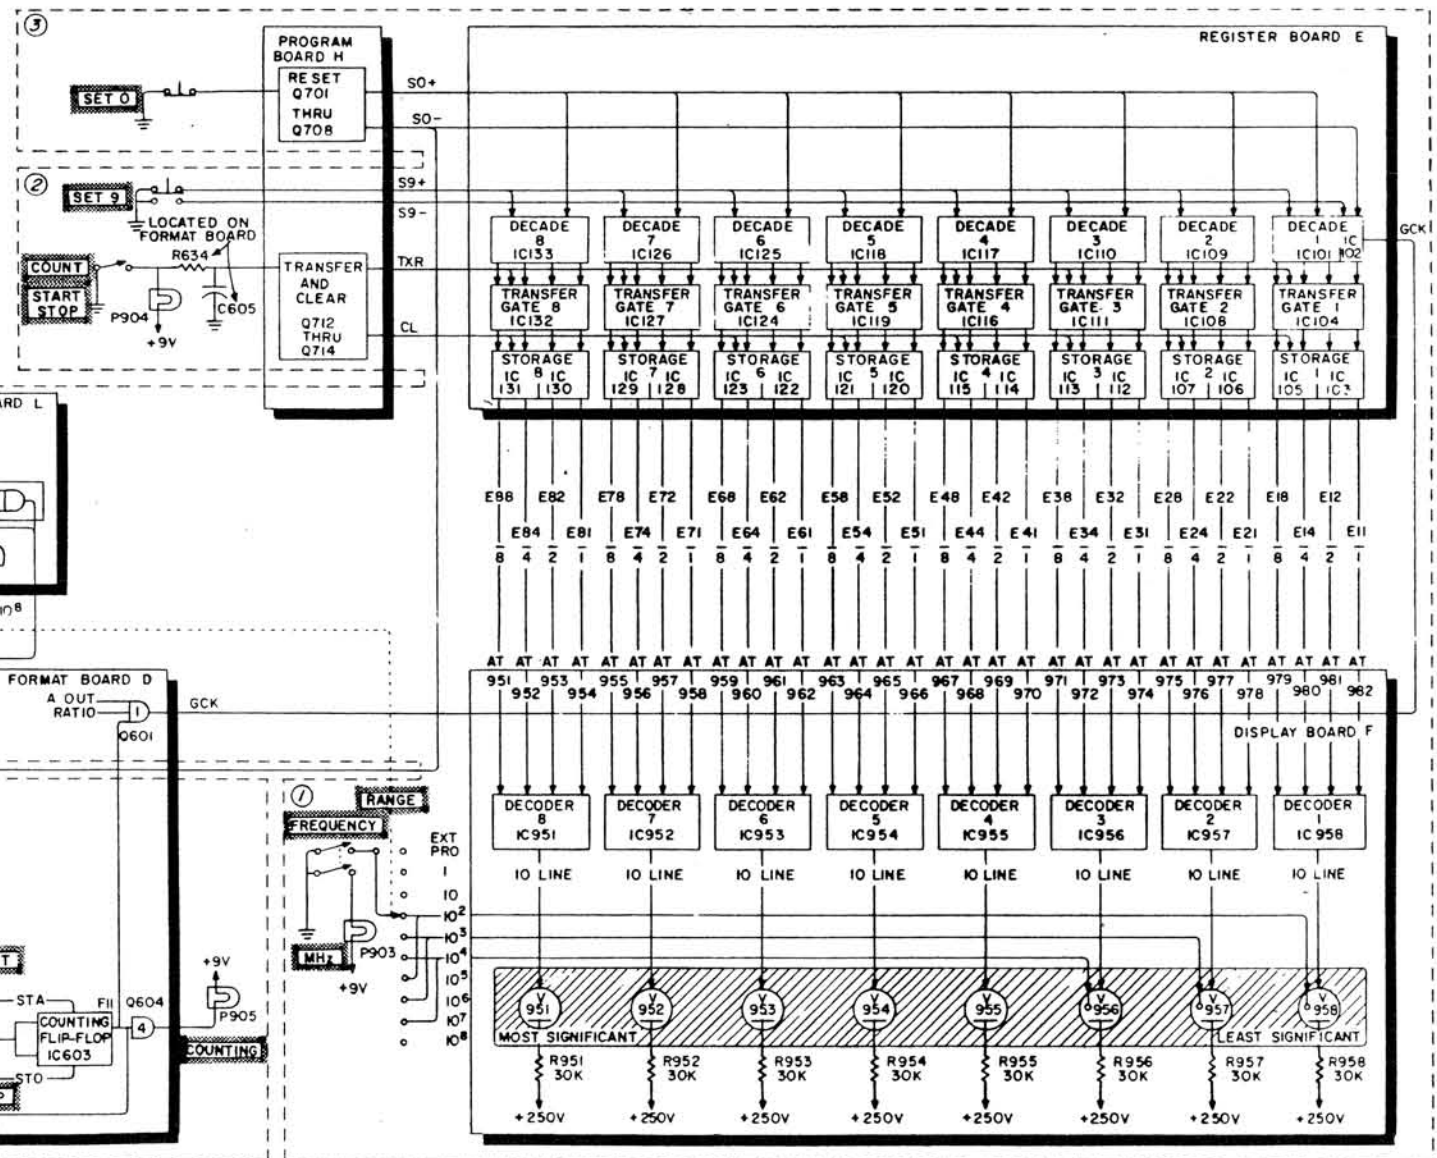 3
PROGRAM BOARD H
REGISTER BOARD E
SET 0
RESET
Q701
THRU
Q708
S0+
S0-
2
SET 9
S9+
S9-
LOCATED ON
FORMAT BOARD
R634
COUNT
START
STOP
P904
+9V
C605
TRANSFER
AND
CLEAR
Q712
THRU
Q714
TXR
CL
GCK
DECADE 8 IC133
DECADE 7 IC126
DECADE 6 IC125
DECADE 5 IC118
DECADE 4 IC117
DECADE 3 IC110
DECADE 2 IC109
DECADE 1 IC101 IC 102
TRANSFER GATE 8 IC132
TRANSFER GATE 7 IC127
TRANSFER GATE 6 IC124
TRANSFER GATE 5 IC119
TRANSFER GATE 4 IC116
TRANSFER GATE 3 IC111
TRANSFER GATE 2 IC108
TRANSFER GATE 1 IC104
STORAGE 8 IC 131 IC 130
STORAGE 7 IC 129 IC 128
STORAGE 6 IC 123 IC 122
STORAGE 5 IC 121 IC 120
STORAGE 4 IC 115 IC 114
STORAGE 3 IC 113 IC 112
STORAGE 2 IC 107 IC 106
STORAGE 1 IC 105 IC 103
ARD L
10⁸
E88 E82 E78 E72 E68 E62 E58 E52 E48 E42 E38 E32 E28 E22 E18 E12
E84 E81 E74 E71 E64 E61 E54 E51 E44 E41 E34 E31 E24 E21 E14 E11
8 4 2 1 8 4 2 1 8 4 2 1 8 4 2 1 8 4 2 1 8 4 2 1 8 4 2 1 8 4 2 1
AT AT AT AT AT AT AT AT AT AT AT AT AT AT AT AT AT AT AT AT AT AT AT AT AT AT AT AT AT AT AT AT
951 953 955 957 959 961 963 965 967 969 971 973 975 977 979 981
952 954 956 958 960 962 964 966 968 970 972 974 976 978 980 982
FORMAT BOARD D
A OUT
RATIO
1
Q601
GCK
DISPLAY BOARD F
1
RANGE
FREQUENCY
EXT
PRO
1
10
10²
10³
10⁴
10⁵
10⁶
10⁷
10⁸
MHz
P903
+9V
DECODER 8 IC951
DECODER 7 IC952
DECODER 6 IC953
DECODER 5 IC954
DECODER 4 IC955
DECODER 3 IC956
DECODER 2 IC957
DECODER 1 IC958
10 LINE 10 LINE 10 LINE 10 LINE 10 LINE 10 LINE 10 LINE 10 LINE
V 951
V 952
V 953
V 954
V 955
V 956
V 957
V 958
MOST SIGNIFICANT
LEAST SIGNIFICANT
R951 30K
R952 30K
R953 30K
R954 30K
R955 30K
R956 30K
R957 30K
R958 30K
+250V +250V +250V +250V +250V +250V +250V +250V
T
STA
COUNTING
FLIP-FLOP
IC603
STO
P
F11
Q604
4
+9V
P905
COUNTING